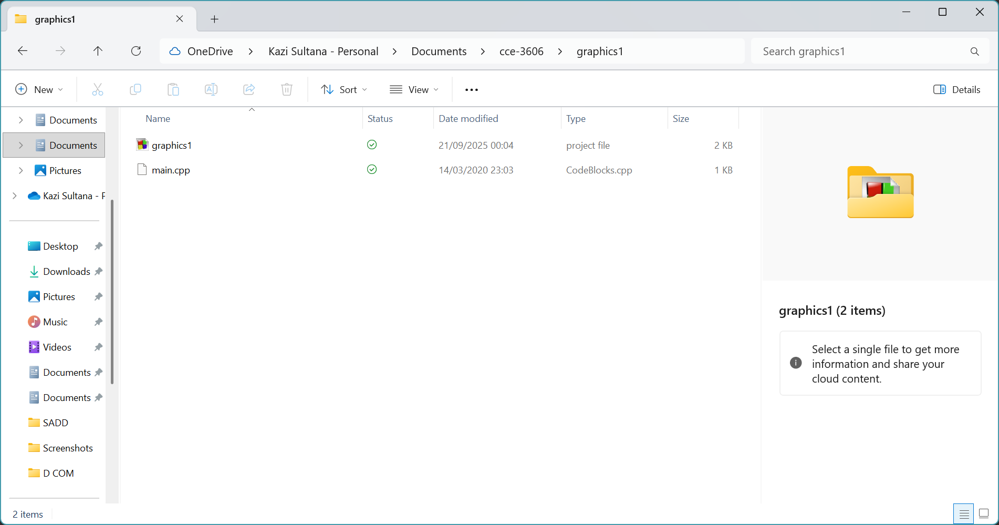 graphics1
OneDrive > Kazi Sultana - Personal > Documents > cce-3606 > graphics1
Search graphics1
New
Sort
View
Details
Documents
Documents
Pictures
Kazi Sultana - P
Desktop
Downloads
Pictures
Music
Videos
Documents
Documents
SADD
Screenshots
D COM
Name Status Date modified Type Size
graphics1 21/09/2025 00:04 project file 2 KB
main.cpp 14/03/2020 23:03 CodeBlocks.cpp 1 KB
graphics1 (2 items)
Select a single file to get more
information and share your
cloud content.
2 items